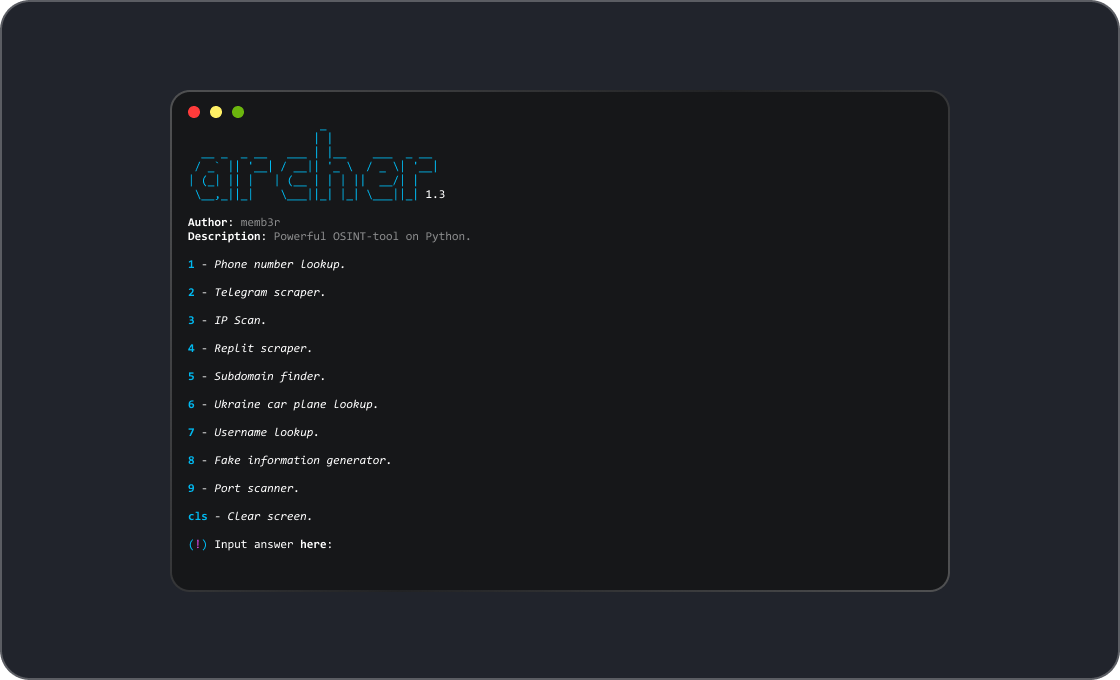 archer 1.3
Author: memb3r
Description: Powerful OSINT-tool on Python.
1 - Phone number lookup.
2 - Telegram scraper.
3 - IP Scan.
4 - Replit scraper.
5 - Subdomain finder.
6 - Ukraine car plane lookup.
7 - Username lookup.
8 - Fake information generator.
9 - Port scanner.
cls - Clear screen.
(!) Input answer here: